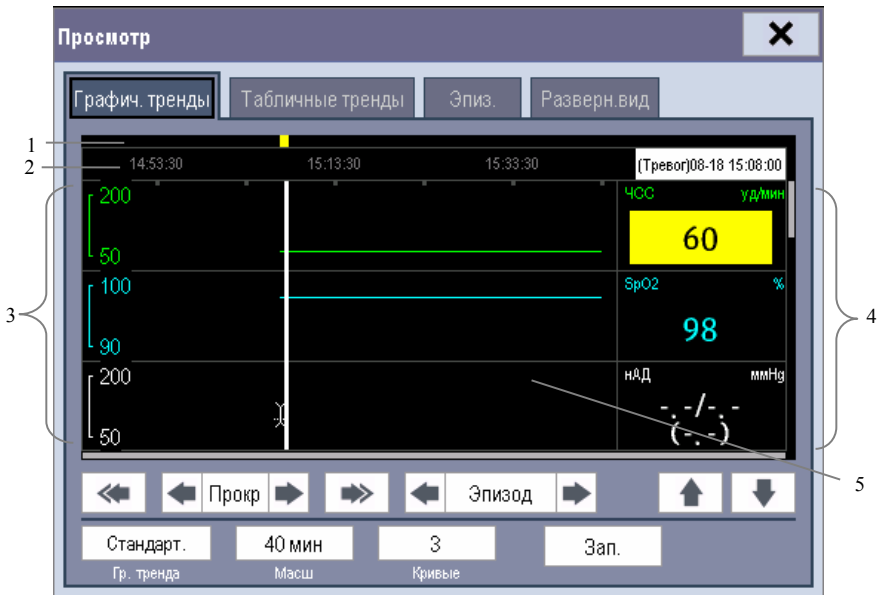 Просмотр
Графич. тренды Табличные тренды Эпиз. Разверн.вид
1
2 14:53:30 15:13:30 15:33:30 (Тревог)08-18 15:08:00
200 ЧСС уд/мин
60
50
100 SpO2 %
98
90
3 4
200 нАД ммHg
-.-/-.-
(-.-)
50
5
Прокр Эпизод
Стандарт. 40 мин 3 Зап.
Гр. тренда Масш Кривые